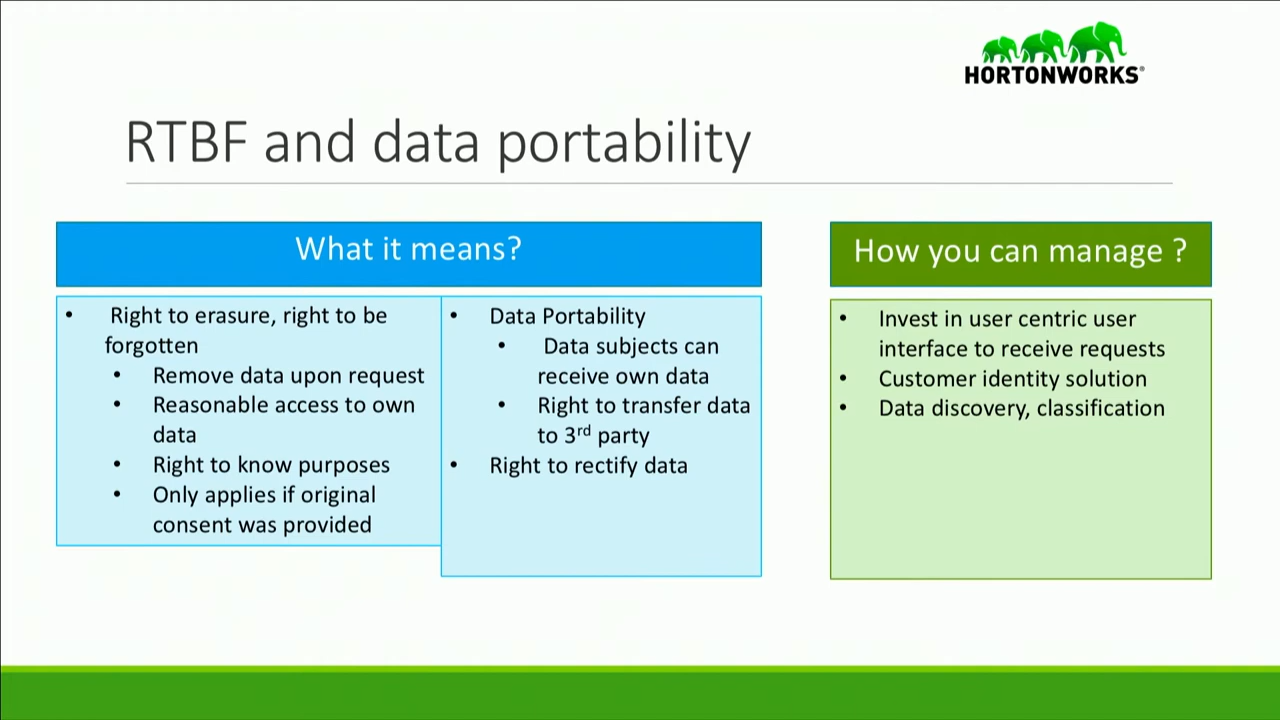 HORTONWORKS®
RTBF and data portability
What it means?
• Right to erasure, right to be
forgotten
• Remove data upon request
• Reasonable access to own
data
• Right to know purposes
• Only applies if original
consent was provided
• Data Portability
• Data subjects can
receive own data
• Right to transfer data
to 3rd party
• Right to rectify data
How you can manage ?
• Invest in user centric user
interface to receive requests
• Customer identity solution
• Data discovery, classification